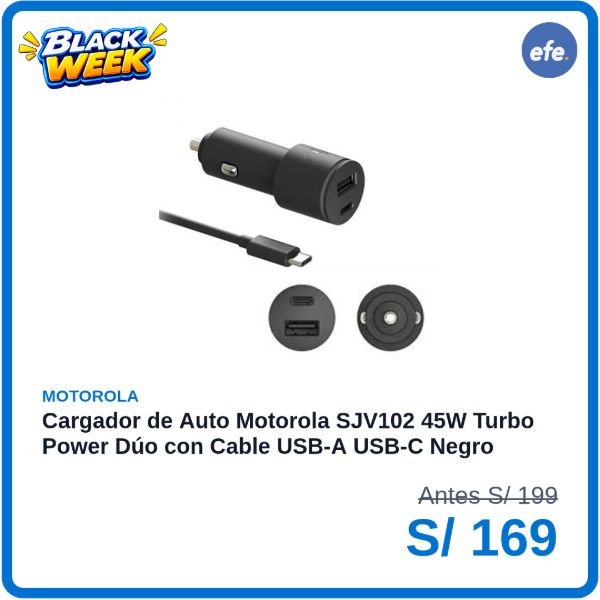 BLACK
WEEK
efe.
MOTOROLA
Cargador de Auto Motorola SJV102 45W Turbo
Power Dúo con Cable USB-A USB-C Negro
Antes S/ 199
S/ 169